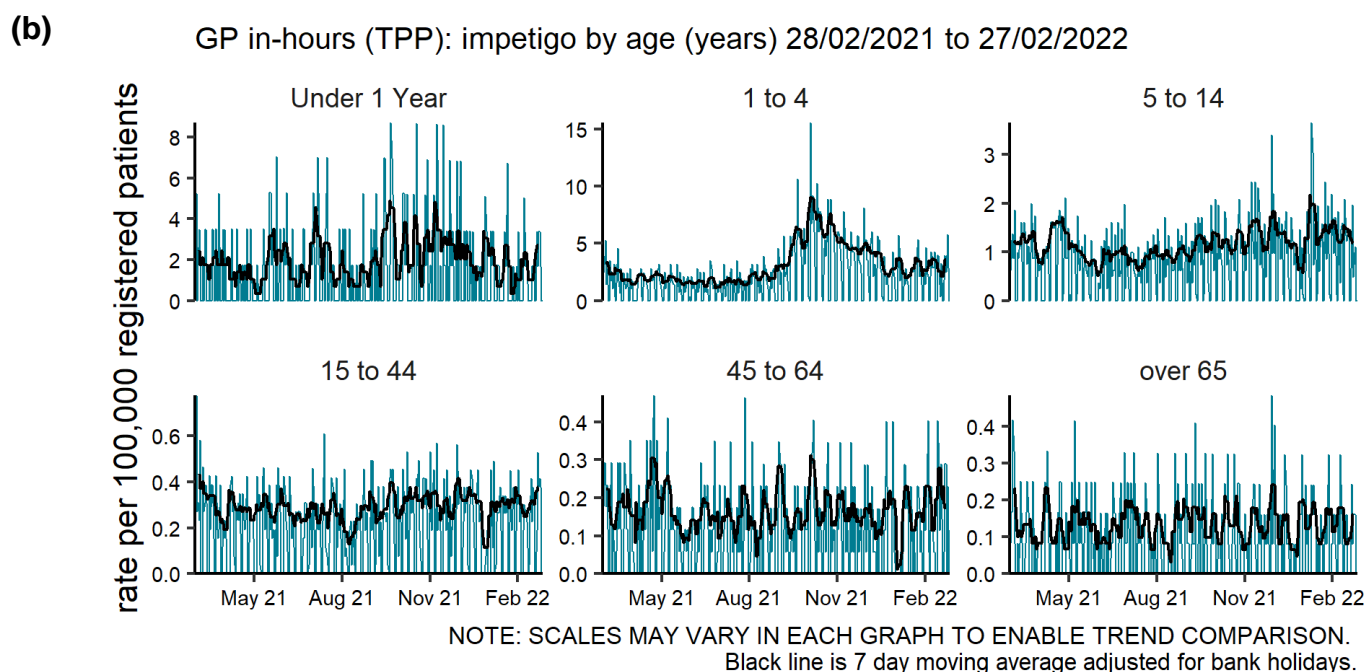 (b)
GP in-hours (TPP): impetigo by age (years) 28/02/2021 to 27/02/2022
rate per 100,000 registered patients
Under 1 Year
8
6
4
2
0
1 to 4
15
10
5
0
5 to 14
3
2
1
0
15 to 44
0.6
0.4
0.2
0.0
May 21 Aug 21 Nov 21 Feb 22
45 to 64
0.4
0.3
0.2
0.1
0.0
May 21 Aug 21 Nov 21 Feb 22
over 65
0.4
0.3
0.2
0.1
0.0
May 21 Aug 21 Nov 21 Feb 22
NOTE: SCALES MAY VARY IN EACH GRAPH TO ENABLE TREND COMPARISON.
Black line is 7 day moving average adjusted for bank holidays.